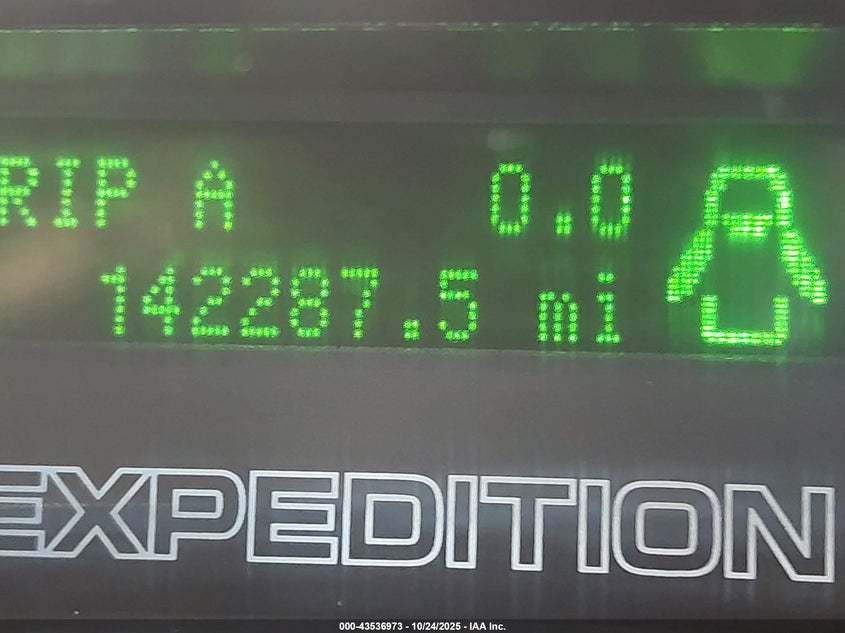 RIP A 0.0
142287.5 mi
EXPEDITION
000-43536973 - 10/24/2025 - IAA Inc.